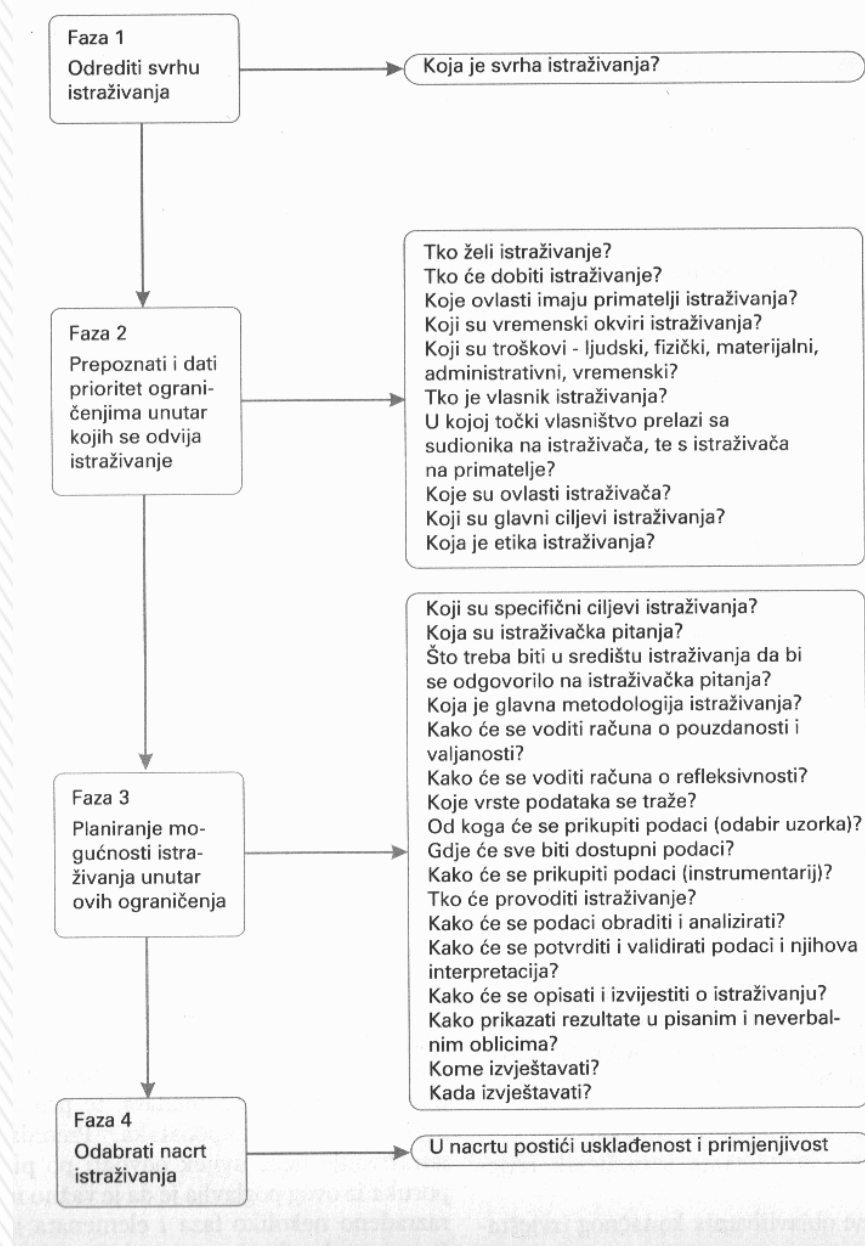 Faza 1
Odrediti svrhu
istraživanja
Koja je svrha istraživanja?
Faza 2
Prepoznati i dati
prioritet ograni-
čenjima unutar
kojih se odvija
istraživanje
Tko želi istraživanje?
Tko će dobiti istraživanje?
Koje ovlasti imaju primatelji istraživanja?
Koji su vremenski okviri istraživanja?
Koji su troškovi - ljudski, fizički, materijalni,
administrativni, vremenski?
Tko je vlasnik istraživanja?
U kojoj točki vlasništvo prelazi sa
sudionika na istraživača, te s istraživača
na primatelje?
Koje su ovlasti istraživača?
Koji su glavni ciljevi istraživanja?
Koja je etika istraživanja?
Faza 3
Planiranje mo-
gućnosti istra-
živanja unutar
ovih ograničenja
Koji su specifični ciljevi istraživanja?
Koja su istraživačka pitanja?
Što treba biti u središtu istraživanja da bi
se odgovorilo na istraživačka pitanja?
Koja je glavna metodologija istraživanja?
Kako će se voditi računa o pouzdanosti i
valjanosti?
Kako će se voditi računa o refleksivnosti?
Koje vrste podataka se traže?
Od koga će se prikupiti podaci (odabir uzorka)?
Gdje će sve biti dostupni podaci?
Kako će se prikupiti podaci (instrumentarij)?
Tko će provoditi istraživanje?
Kako će se podaci obraditi i analizirati?
Kako će se potvrditi i validirati podaci i njihova
interpretacija?
Kako će se opisati i izvijestiti o istraživanju?
Kako prikazati rezultate u pisanim i neverbal-
nim oblicima?
Kome izvještavati?
Kada izvještavati?
Faza 4
Odabrati nacrt
istraživanja
U nacrtu postići usklađenost i primjenjivost